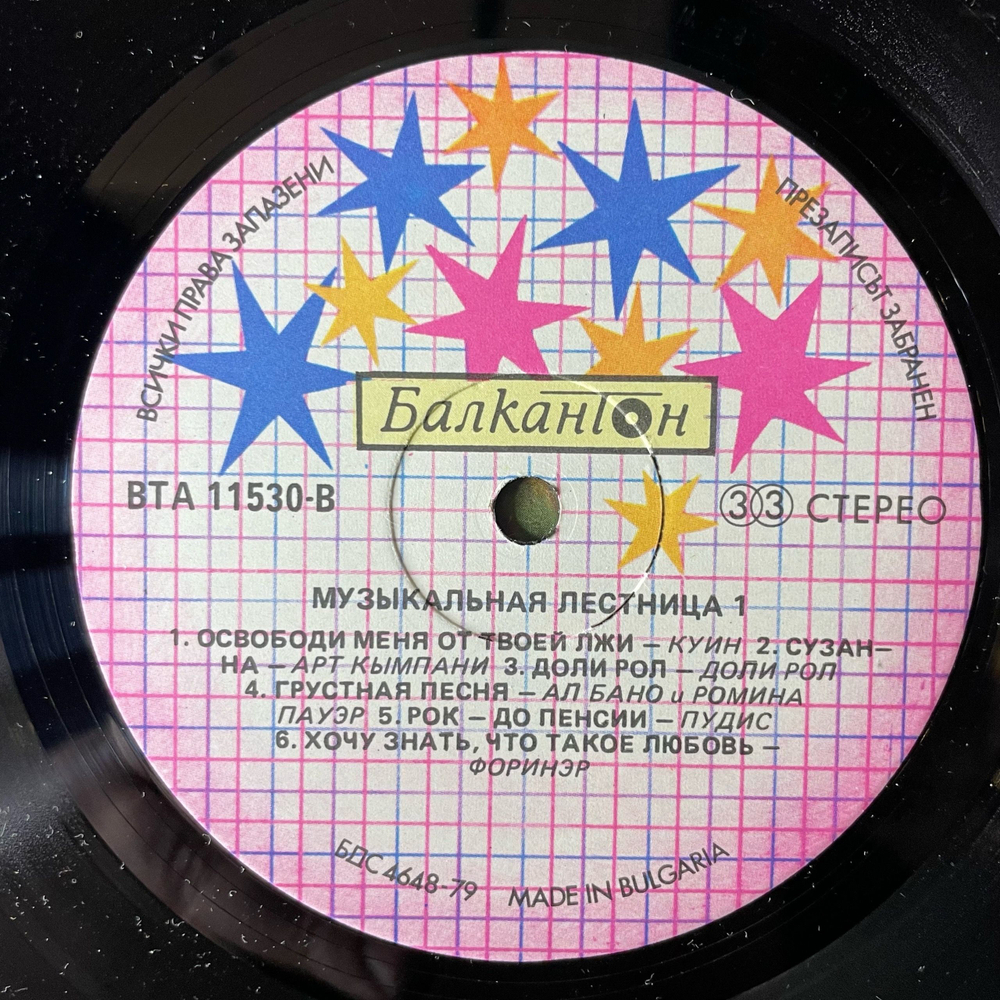 ВСИЧКИ ПРАВА ЗАПАЗЕНИ
ПРЕЗАПИСЪТ ЗАБРАНЕН
Балкантон
ВТА 11530-В
33 СТЕРЕО
МУЗЫКАЛЬНАЯ ЛЕСТНИЦА 1
1. ОСВОБОДИ МЕНЯ ОТ ТВОЕЙ ЛЖИ – КУИН 2. СУЗАН–
НА – АРТ КЫМПАНИ 3. ДОЛИ РОЛ – ДОЛИ РОЛ
4. ГРУСТНАЯ ПЕСНЯ – АЛ БАНО и РОМИНА
ПАУЭР 5. РОК – ДО ПЕНСИИ – ПУДИС
6. ХОЧУ ЗНАТЬ, ЧТО ТАКОЕ ЛЮБОВЬ –
ФОРИНЭР
БДС 4648-79 MADE IN BULGARIA